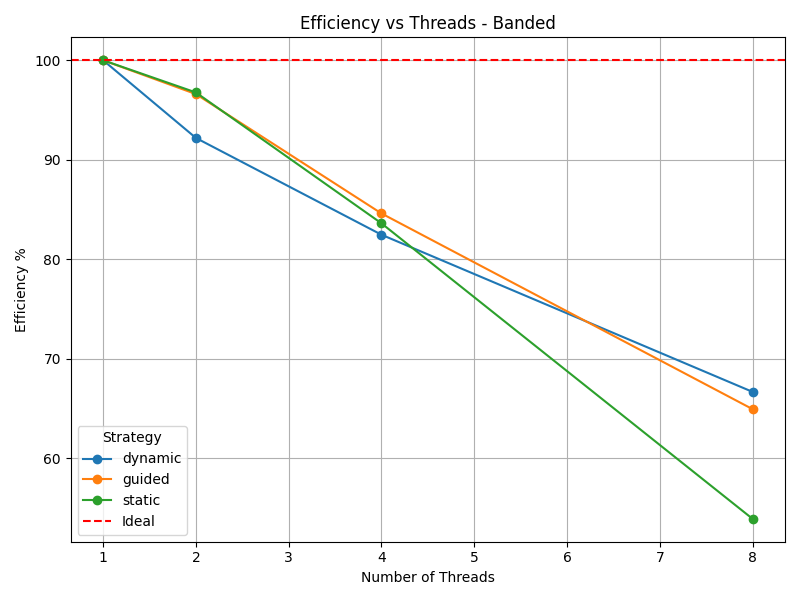 Efficiency vs Threads - Banded
100
90
80
70
60
Efficiency %
Strategy
dynamic
guided
static
Ideal
1 2 3 4 5 6 7 8
Number of Threads